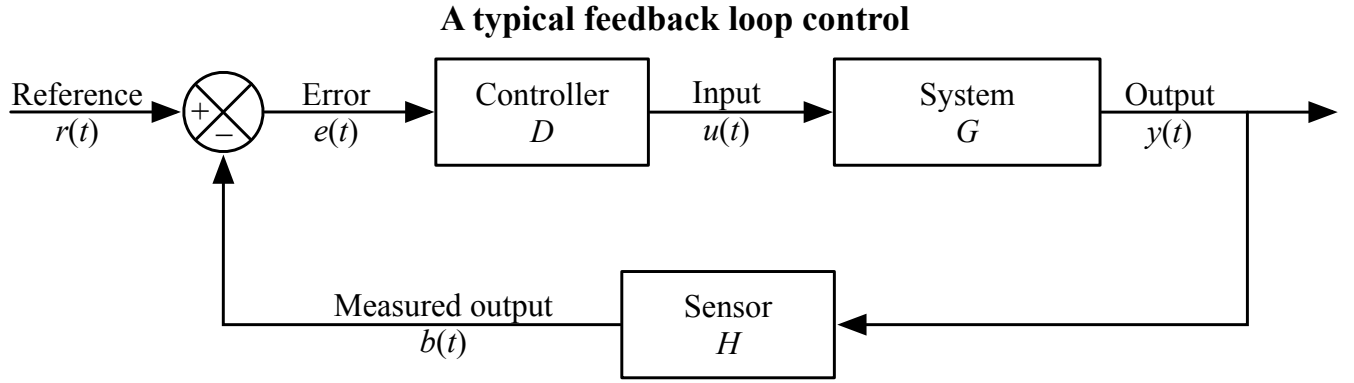 A typical feedback loop control
Reference
r(t)
+
−
Error
e(t)
Controller
D
Input
u(t)
System
G
Output
y(t)
Measured output
b(t)
Sensor
H